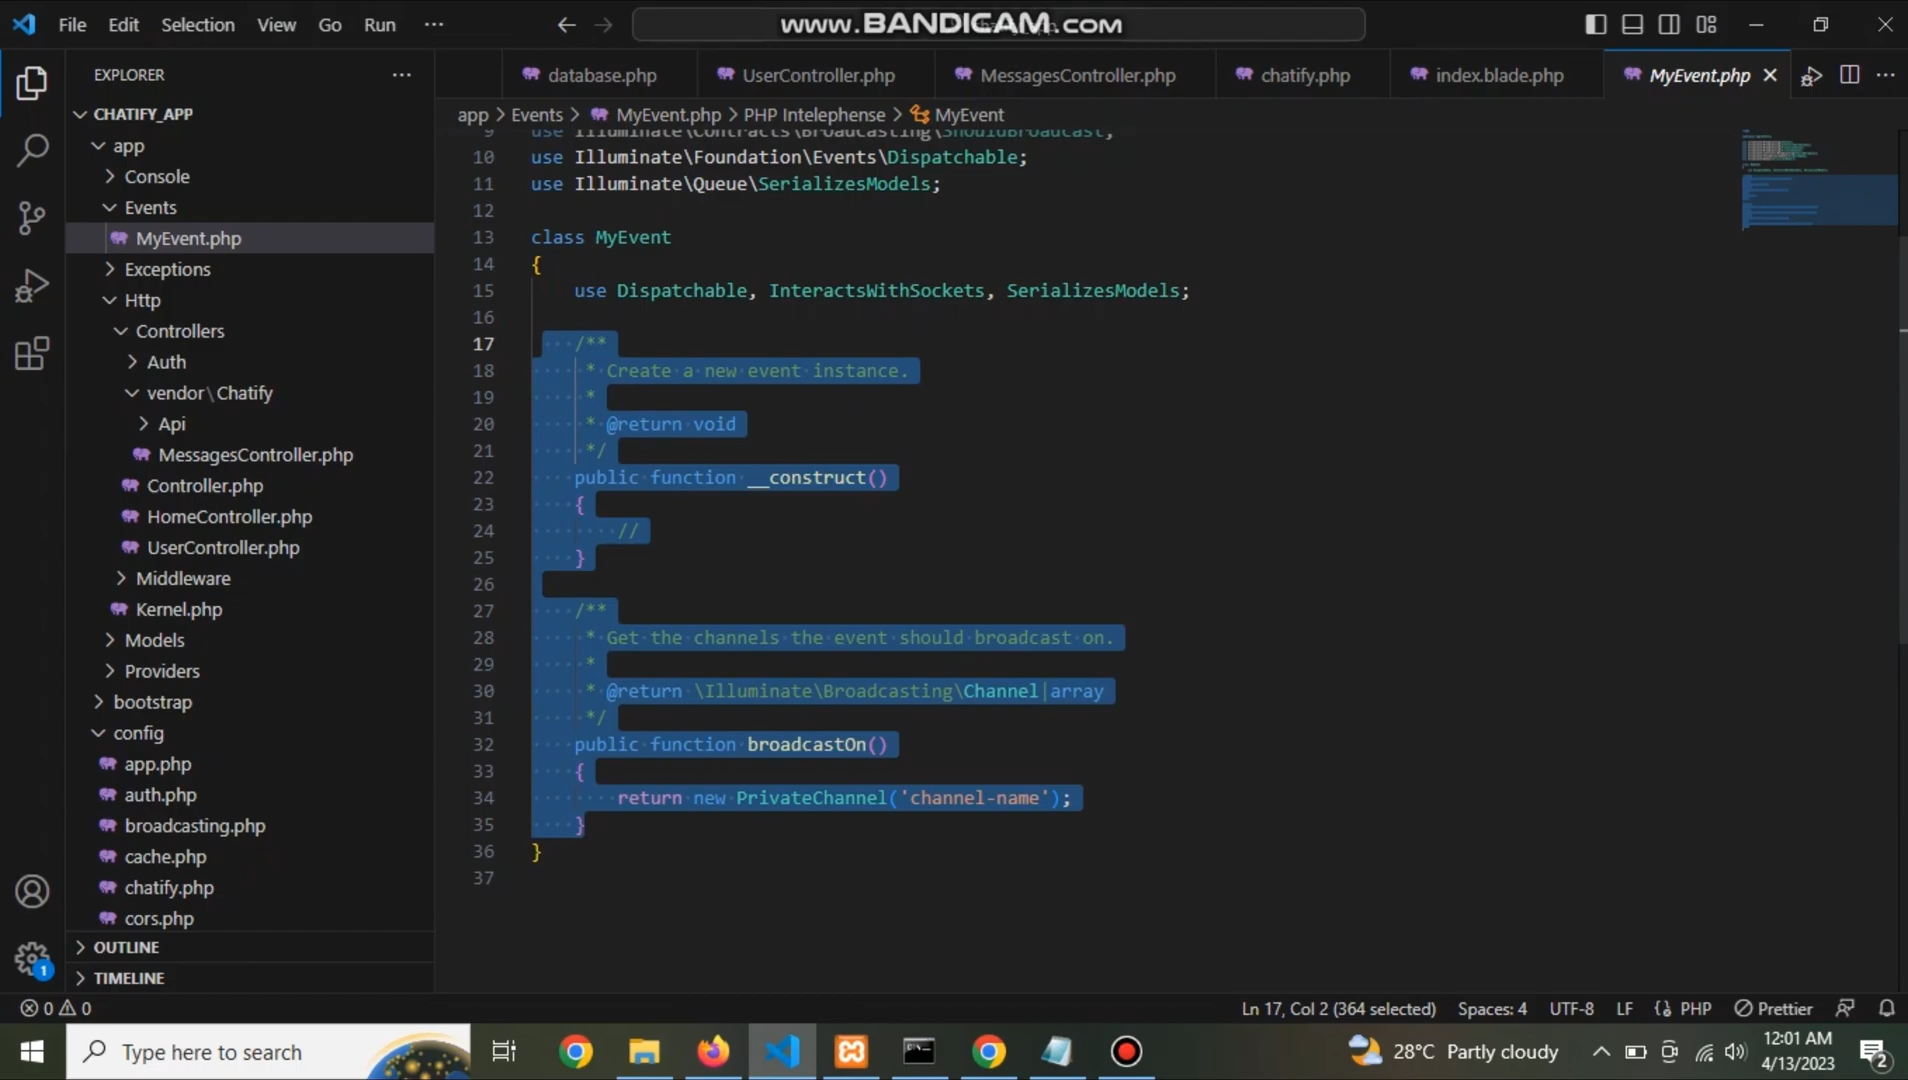 File Edit Selection View Go Run ...
www.BANDICAM.com
EXPLORER
database.php
UserController.php
MessagesController.php
chatify.php
index.blade.php
MyEvent.php
app > Events > MyEvent.php > PHP Intelephense > MyEvent
CHATIFY_APP
app
Console
Events
MyEvent.php
Exceptions
Http
Controllers
Auth
vendor\Chatify
Api
MessagesController.php
Controller.php
HomeController.php
UserController.php
Middleware
Kernel.php
Models
Providers
bootstrap
config
app.php
auth.php
broadcasting.php
cache.php
chatify.php
cors.php
OUTLINE
TIMELINE
9 use Illuminate\Contracts\Broadcasting\ShouldBroadcast;
10 use Illuminate\Foundation\Events\Dispatchable;
11 use Illuminate\Queue\SerializesModels;
12
13 class MyEvent
14 {
15 use Dispatchable, InteractsWithSockets, SerializesModels;
16
17 /**
18 * Create a new event instance.
19 *
20 * @return void
21 */
22 public function __construct()
23 {
24 //
25 }
26
27 /**
28 * Get the channels the event should broadcast on.
29 *
30 * @return \Illuminate\Broadcasting\Channel|array
31 */
32 public function broadcastOn()
33 {
34 return new PrivateChannel('channel-name');
35 }
36 }
37
1
0 0
Ln 17, Col 2 (364 selected) Spaces: 4 UTF-8 LF PHP Prettier
Type here to search
28°C Partly cloudy
12:01 AM
4/13/2023
2